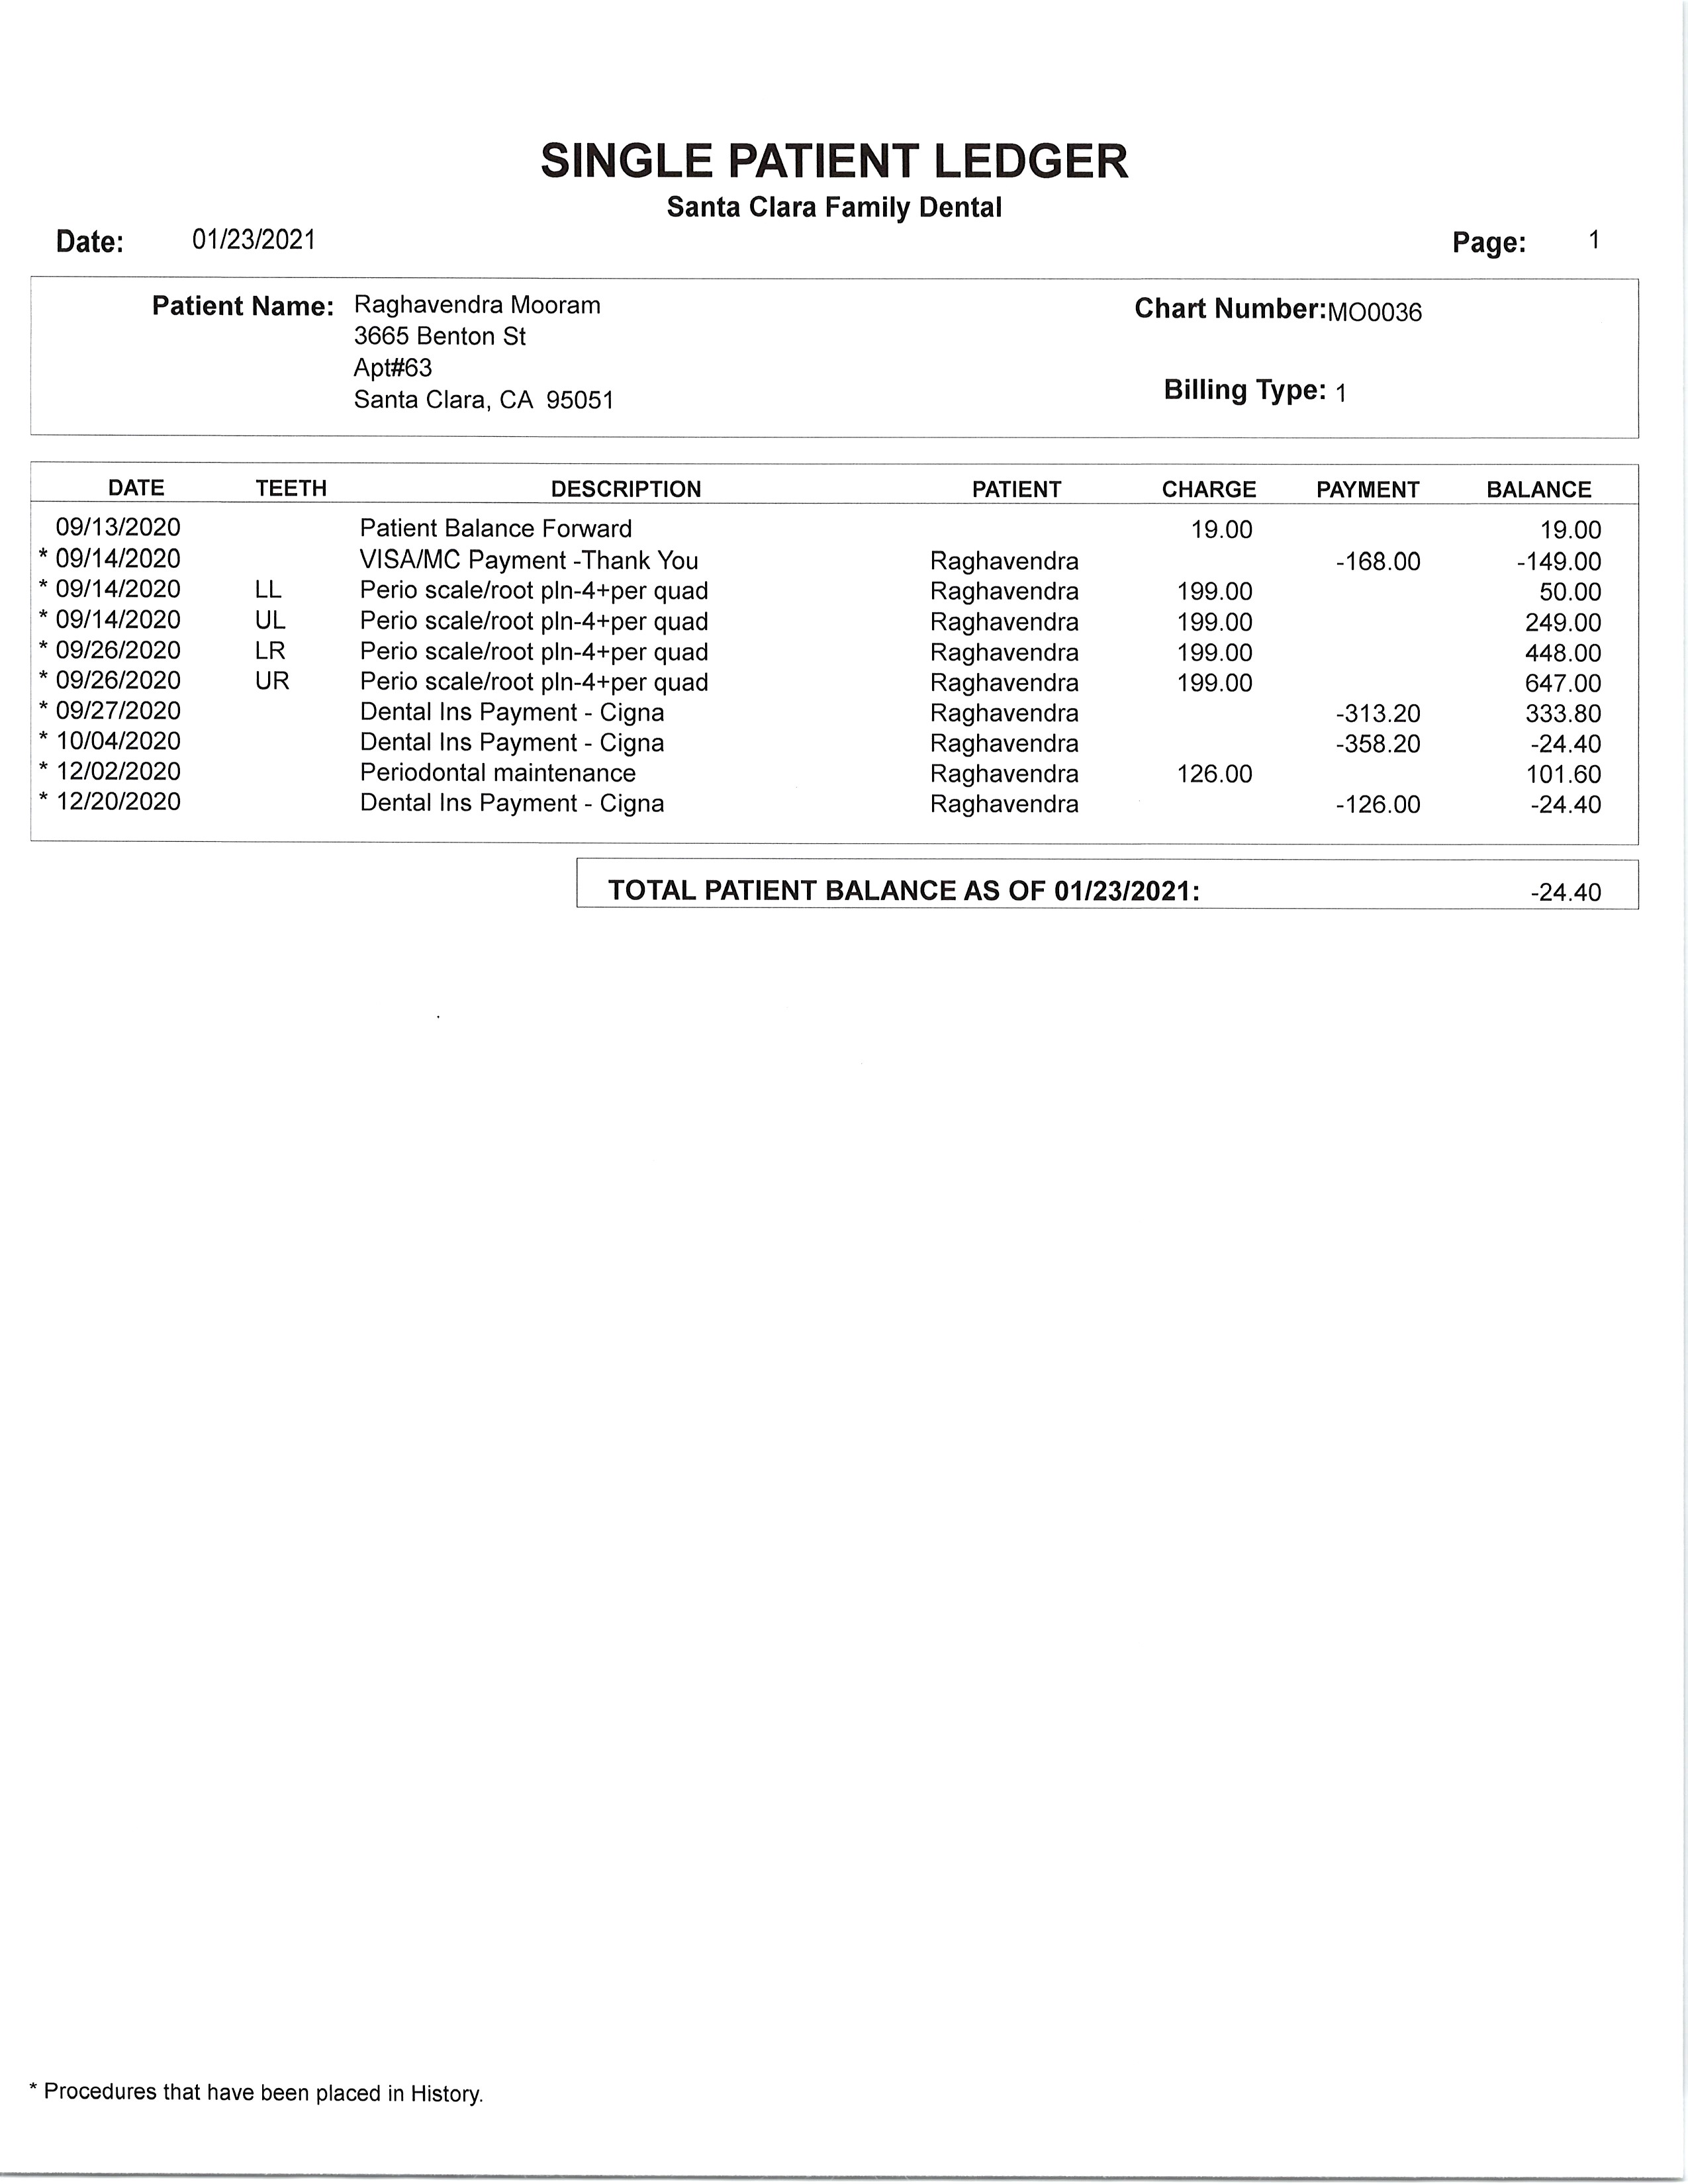 SINGLE PATIENT LEDGER
Santa Clara Family Dental
Date: 01/23/2021 Page: 1
Patient Name: Raghavendra Mooram Chart Number:MO0036
3665 Benton St
Apt#63
Santa Clara, CA 95051 Billing Type: 1
DATE TEETH DESCRIPTION PATIENT CHARGE PAYMENT BALANCE
09/13/2020 Patient Balance Forward 19.00 19.00
* 09/14/2020 VISA/MC Payment -Thank You Raghavendra -168.00 -149.00
* 09/14/2020 LL Perio scale/root pln-4+per quad Raghavendra 199.00 50.00
* 09/14/2020 UL Perio scale/root pln-4+per quad Raghavendra 199.00 249.00
* 09/26/2020 LR Perio scale/root pln-4+per quad Raghavendra 199.00 448.00
* 09/26/2020 UR Perio scale/root pln-4+per quad Raghavendra 199.00 647.00
* 09/27/2020 Dental Ins Payment - Cigna Raghavendra -313.20 333.80
* 10/04/2020 Dental Ins Payment - Cigna Raghavendra -358.20 -24.40
* 12/02/2020 Periodontal maintenance Raghavendra 126.00 101.60
* 12/20/2020 Dental Ins Payment - Cigna Raghavendra -126.00 -24.40
TOTAL PATIENT BALANCE AS OF 01/23/2021: -24.40
* Procedures that have been placed in History.